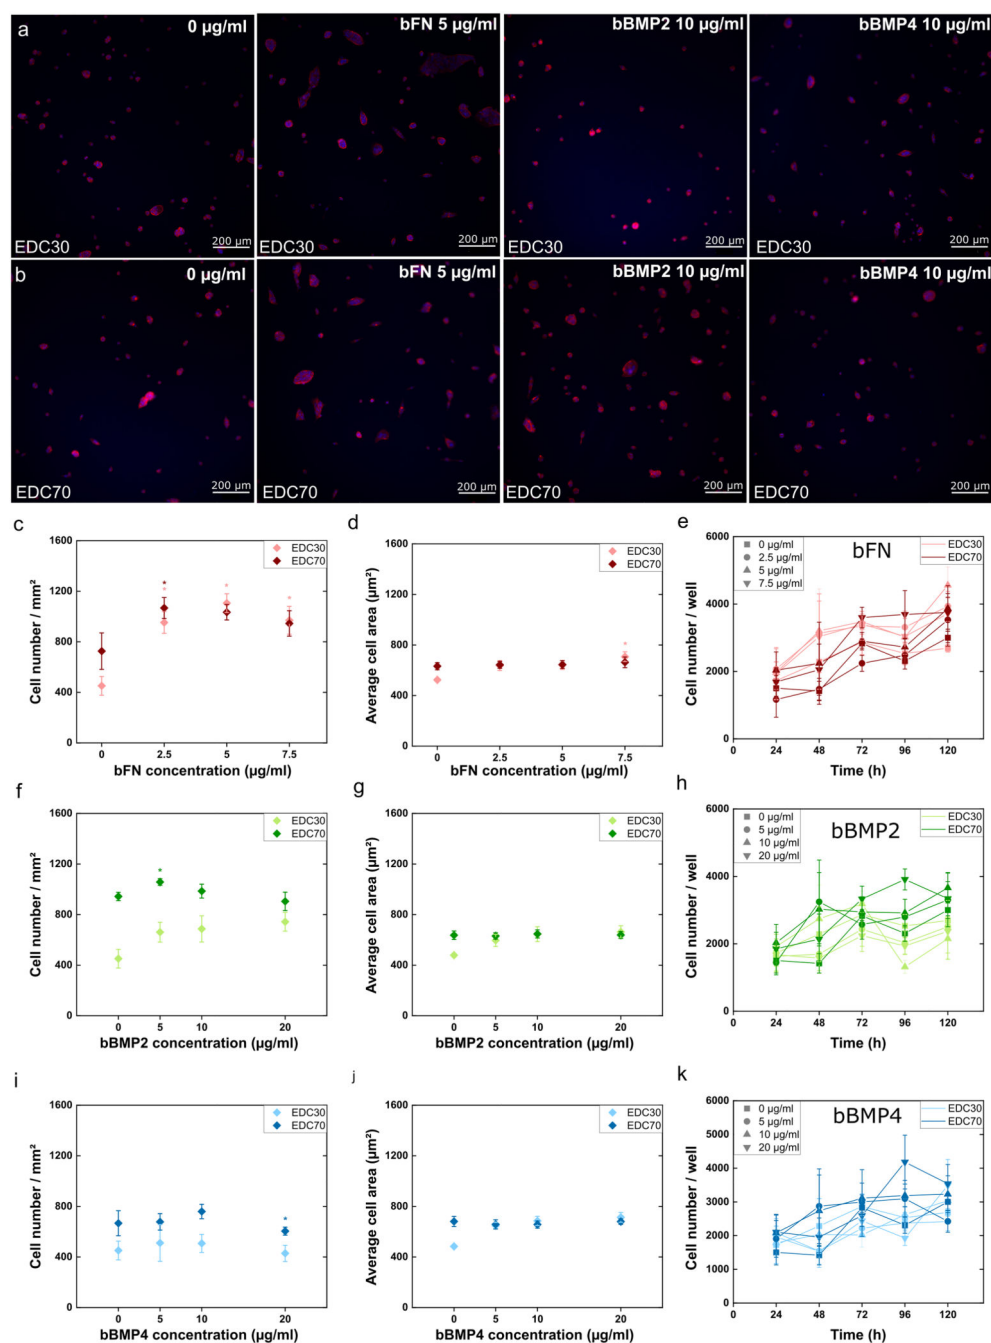 a
0 µg/ml
bFN 5 µg/ml
bBMP2 10 µg/ml
bBMP4 10 µg/ml
EDC30
200 µm
EDC30
200 µm
EDC30
200 µm
EDC30
200 µm
b
0 µg/ml
bFN 5 µg/ml
bBMP2 10 µg/ml
bBMP4 10 µg/ml
EDC70
200 µm
EDC70
200 µm
EDC70
200 µm
EDC70
200 µm
c
1600
1200
800
400
0
Cell number / mm²
EDC30
EDC70
*
*
*
*
0
2.5
5
7.5
bFN concentration (µg/ml)
d
1600
1200
800
400
0
Average cell area (µm²)
EDC30
EDC70
*
0
2.5
5
7.5
bFN concentration (µg/ml)
e
6000
4000
2000
0
Cell number / well
0 µg/ml
2.5 µg/ml
5 µg/ml
7.5 µg/ml
bFN
EDC30
EDC70
0
24
48
72
96
120
Time (h)
f
1600
1200
800
400
0
Cell number / mm²
EDC30
EDC70
*
0
5
10
20
bBMP2 concentration (µg/ml)
g
1600
1200
800
400
0
Average cell area (µm²)
EDC30
EDC70
0
5
10
20
bBMP2 concentration (µg/ml)
h
6000
4000
2000
0
Cell number / well
0 µg/ml
5 µg/ml
10 µg/ml
20 µg/ml
bBMP2
EDC30
EDC70
0
24
48
72
96
120
Time (h)
i
1600
1200
800
400
0
Cell number / mm²
EDC30
EDC70
*
0
5
10
20
bBMP4 concentration (µg/ml)
j
1600
1200
800
400
0
Average cell area (µm²)
EDC30
EDC70
0
5
10
20
bBMP4 concentration (µg/ml)
k
6000
5000
4000
3000
2000
1000
0
Cell number / well
0 µg/ml
5 µg/ml
10 µg/ml
20 µg/ml
bBMP4
EDC30
EDC70
0
24
48
72
96
120
Time (h)